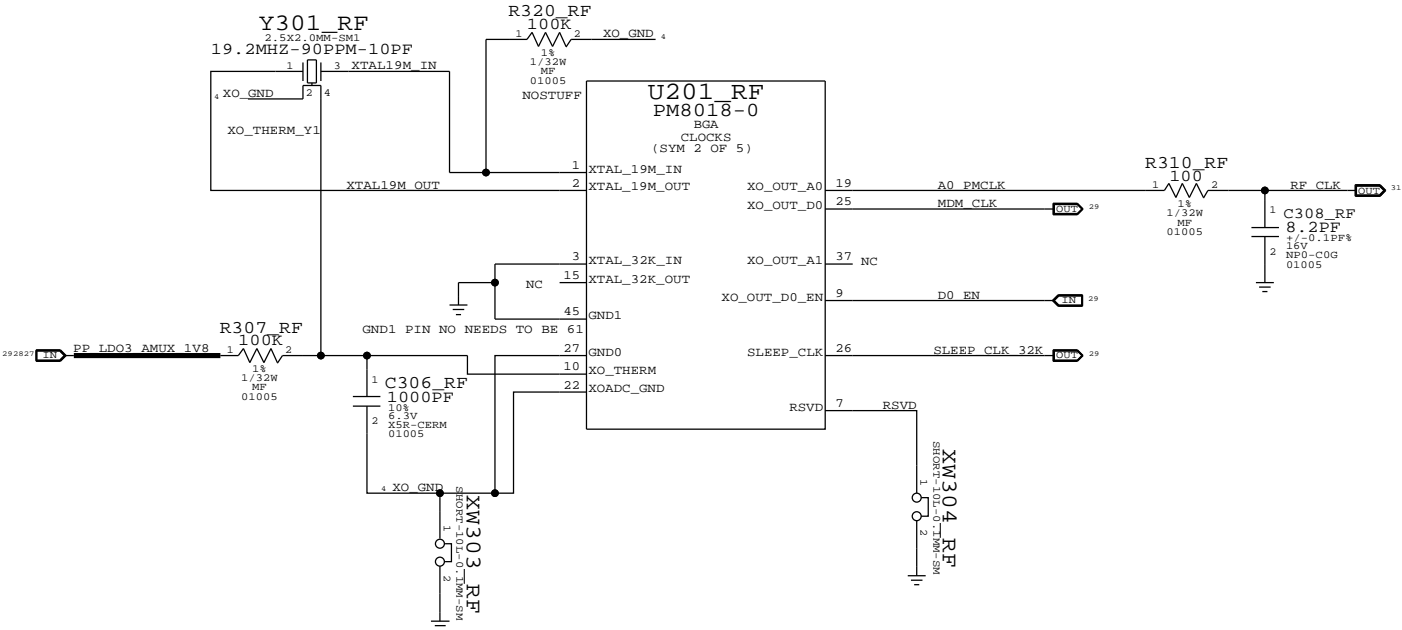 Y301_RF
2.5X2.0MM-SM1
19.2MHZ-90PPM-10PF
1
3 XTAL19M_IN
4 XO_GND
2 4
XO_THERM_Y1
XTAL19M_OUT
R320_RF
100K
1 2 XO_GND 4
1%
1/32W
MF
01005
NOSTUFF
U201_RF
PM8018-0
BGA
CLOCKS
(SYM 2 OF 5)
1 XTAL_19M_IN
2 XTAL_19M_OUT
3 XTAL_32K_IN
NC 15 XTAL_32K_OUT
45 GND1
GND1 PIN NO NEEDS TO BE 61
27 GND0
10 XO_THERM
22 XOADC_GND
XO_OUT_A0 19 A0_PMCLK
XO_OUT_D0 25 MDM_CLK OUT 29
XO_OUT_A1 37 NC
XO_OUT_D0_EN 9 D0_EN IN 29
SLEEP_CLK 26 SLEEP_CLK_32K OUT 29
RSVD 7 RSVD
R310_RF
100
1 2
1%
1/32W
MF
01005
RF_CLK OUT 31
1 C308_RF
8.2PF
+/-0.1PF%
16V
2 NP0-C0G
01005
292827 IN PP_LDO3_AMUX_1V8
R307_RF
100K
1 2
1%
1/32W
MF
01005
1 C306_RF
1000PF
10%
6.3V
2 X5R-CERM
01005
4 XO_GND
XW303_RF
SHORT-10L-0.1MM-SM
1
2
XW304_RF
SHORT-10L-0.1MM-SM
1
2